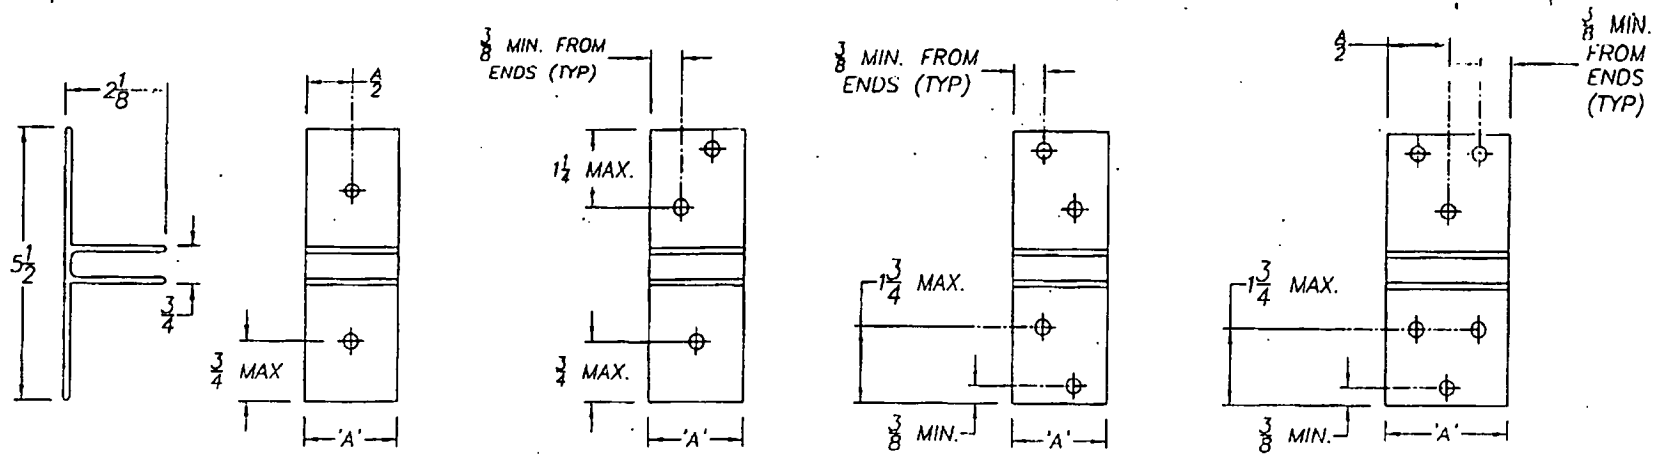 2 1/8
5 1/2
3/4
A/2
3/4 MAX
'A'
3/8 MIN. FROM
ENDS (TYP)
1 1/4 MAX.
3/4 MAX.
'A'
3/8 MIN. FROM
ENDS (TYP)
1 3/4 MAX.
3/8 MIN.
'A'
A/2
3/8 MIN.
FROM
ENDS
(TYP)
1 3/4 MAX.
3/8 MIN.
'A'